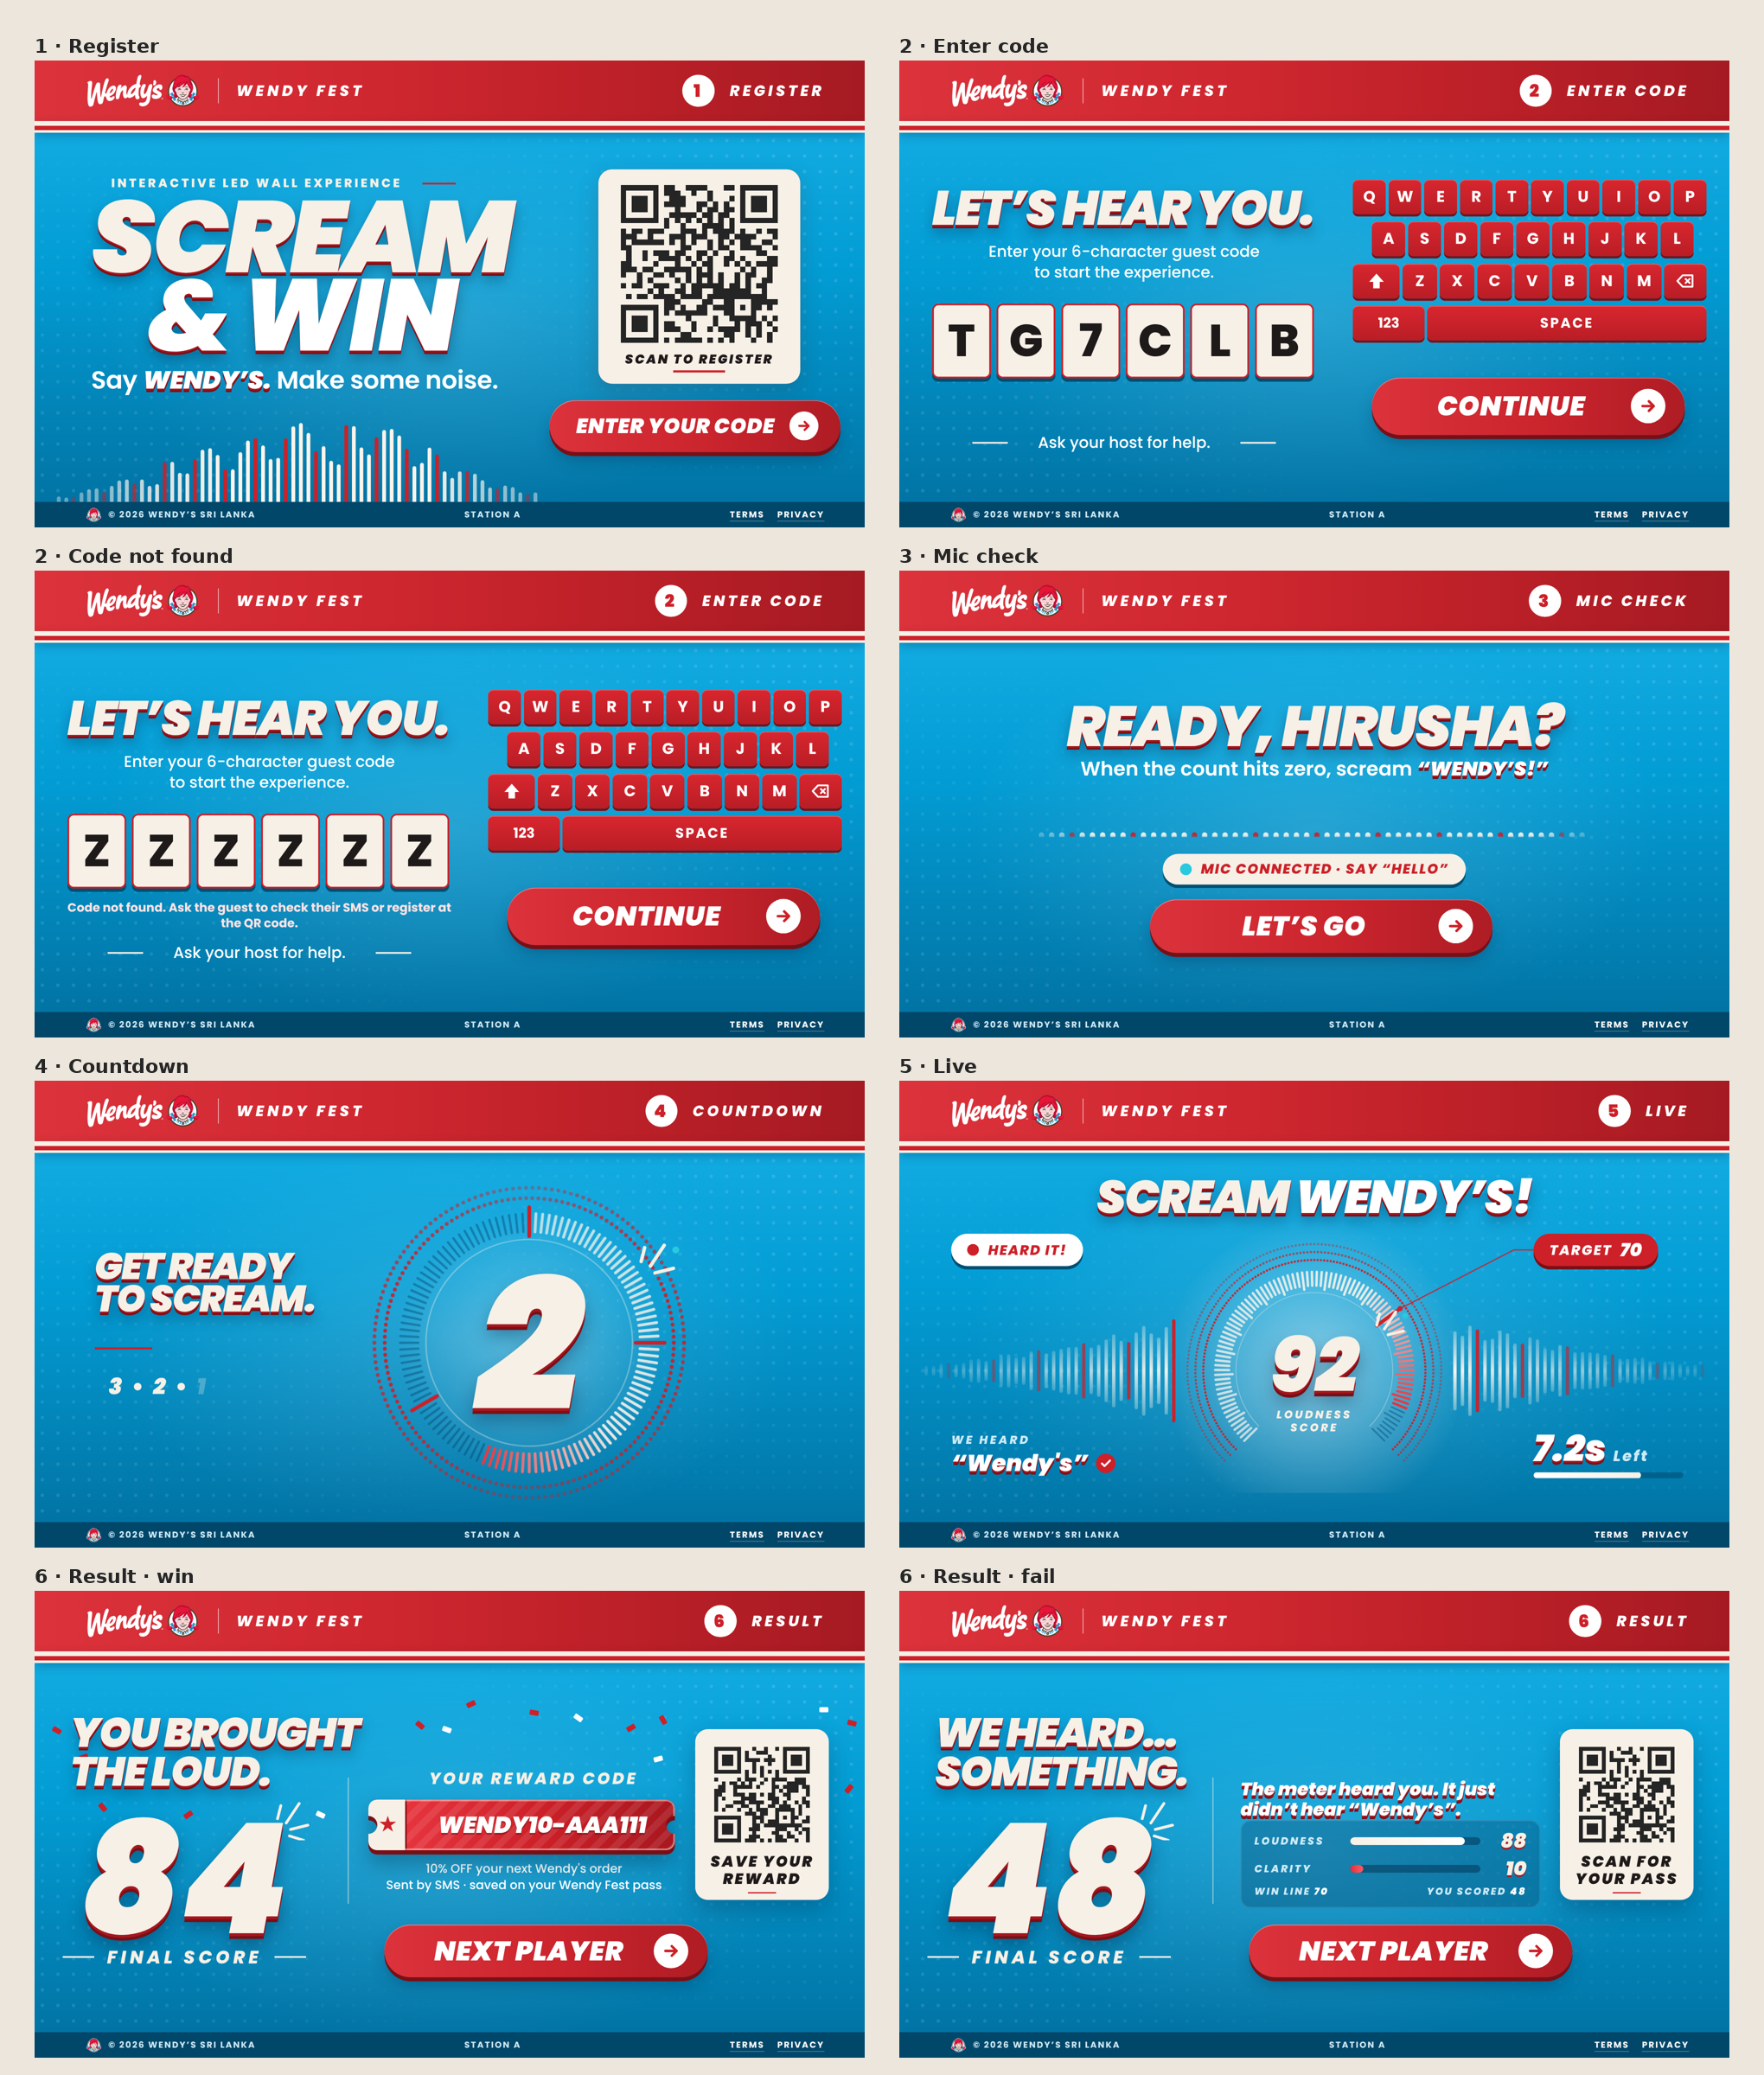 1 · Register
Wendy's WENDY FEST 1 REGISTER
INTERACTIVE LED WALL EXPERIENCE
SCREAM
& WIN
Say WENDY’S. Make some noise.
SCAN TO REGISTER
ENTER YOUR CODE
© 2026 WENDY’S SRI LANKA STATION A TERMS PRIVACY
2 · Enter code
Wendy's WENDY FEST 2 ENTER CODE
LET’S HEAR YOU.
Enter your 6-character guest code
to start the experience.
T G 7 C L B
Ask your host for help.
Q W E R T Y U I O P
A S D F G H J K L
Z X C V B N M
123 SPACE
CONTINUE
© 2026 WENDY’S SRI LANKA STATION A TERMS PRIVACY
2 · Code not found
Wendy's WENDY FEST 2 ENTER CODE
LET’S HEAR YOU.
Enter your 6-character guest code
to start the experience.
Z Z Z Z Z Z
Code not found. Ask the guest to check their SMS or register at
the QR code.
Ask your host for help.
Q W E R T Y U I O P
A S D F G H J K L
Z X C V B N M
123 SPACE
CONTINUE
© 2026 WENDY’S SRI LANKA STATION A TERMS PRIVACY
3 · Mic check
Wendy's WENDY FEST 3 MIC CHECK
READY, HIRUSHA?
When the count hits zero, scream “WENDY’S!”
MIC CONNECTED · SAY “HELLO”
LET’S GO
© 2026 WENDY’S SRI LANKA STATION A TERMS PRIVACY
4 · Countdown
Wendy's WENDY FEST 4 COUNTDOWN
GET READY
TO SCREAM.
3 • 2 • 1
2
© 2026 WENDY’S SRI LANKA STATION A TERMS PRIVACY
5 · Live
Wendy's WENDY FEST 5 LIVE
SCREAM WENDY’S!
HEARD IT!
TARGET 70
92
LOUDNESS
SCORE
WE HEARD
“Wendy's”
7.2s Left
© 2026 WENDY’S SRI LANKA STATION A TERMS PRIVACY
6 · Result · win
Wendy's WENDY FEST 6 RESULT
YOU BROUGHT
THE LOUD.
84
FINAL SCORE
YOUR REWARD CODE
WENDY10-AAA111
10% OFF your next Wendy's order
Sent by SMS · saved on your Wendy Fest pass
NEXT PLAYER
SAVE YOUR
REWARD
© 2026 WENDY’S SRI LANKA STATION A TERMS PRIVACY
6 · Result · fail
Wendy's WENDY FEST 6 RESULT
WE HEARD...
SOMETHING.
48
FINAL SCORE
The meter heard you. It just
didn’t hear “Wendy’s”.
LOUDNESS 88
CLARITY 10
WIN LINE 70 YOU SCORED 48
NEXT PLAYER
SCAN FOR
YOUR PASS
© 2026 WENDY’S SRI LANKA STATION A TERMS PRIVACY